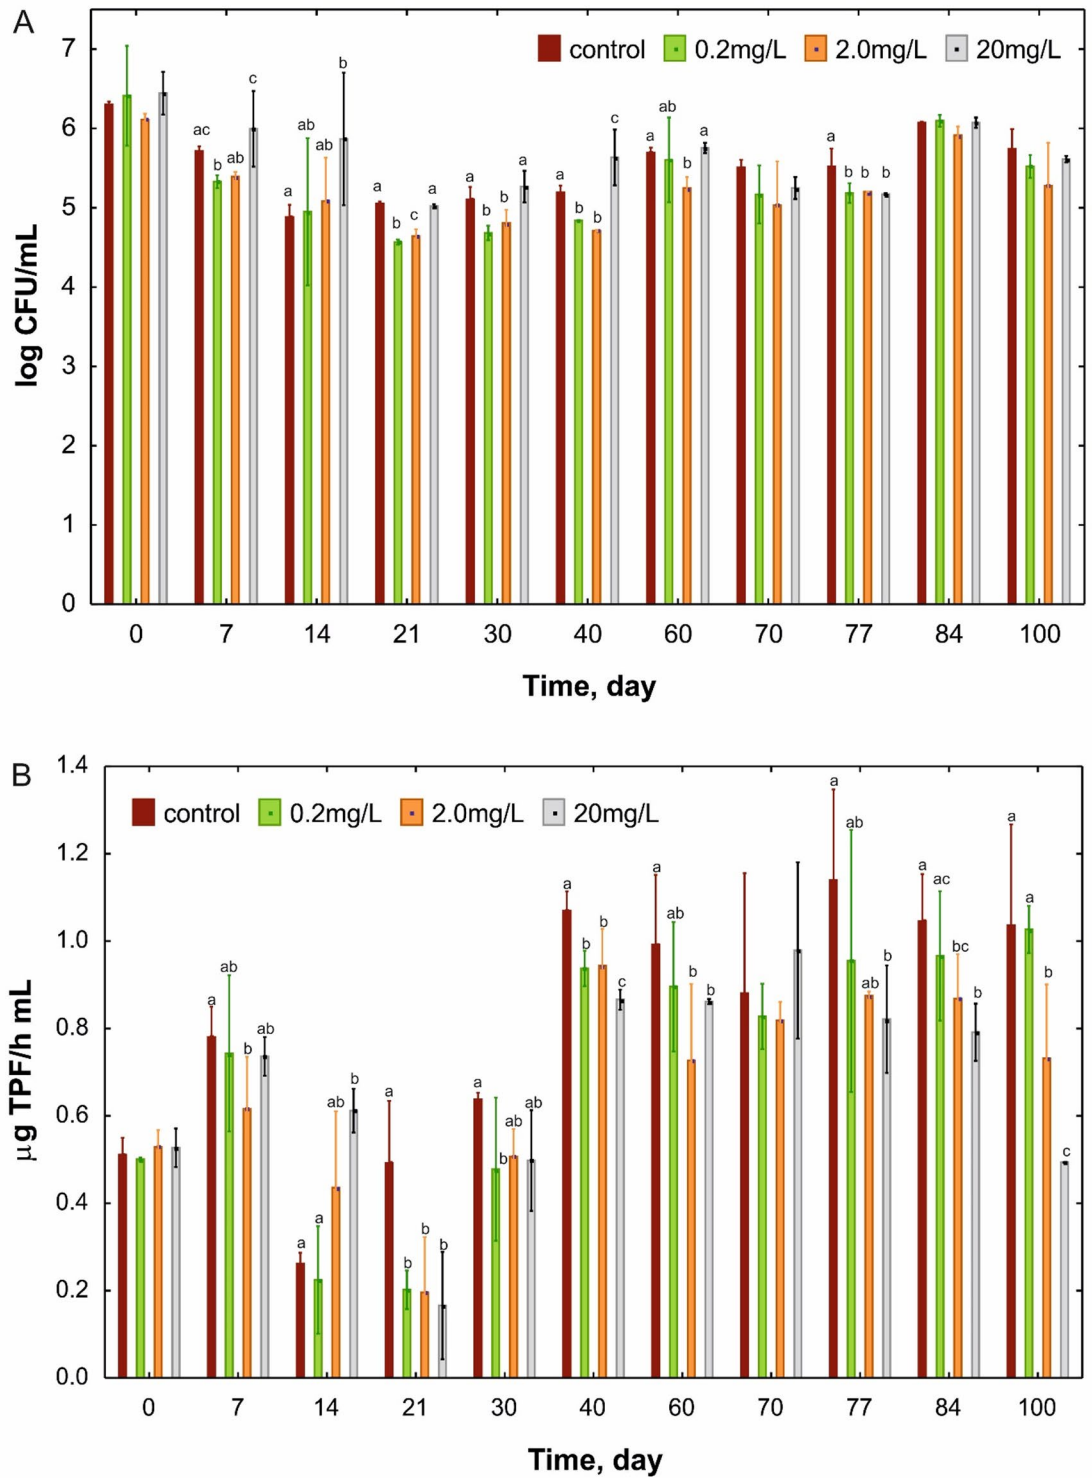 A
control 0.2mg/L 2.0mg/L 20mg/L
7
6
5
4
3
2
1
0
log CFU/mL
ac b ab c
a ab ab b
a b c a
a b b a
a b b c
a ab b a
a b b b
0 7 14 21 30 40 60 70 77 84 100
Time, day
B
control 0.2mg/L 2.0mg/L 20mg/L
1.4
1.2
1.0
0.8
0.6
0.4
0.2
0.0
μg TPF/h mL
a ab b ab
a a ab b
a b b b
a b ab ab
a b b c
a ab b b
a ab ab b
a ac bc b
a a b c
0 7 14 21 30 40 60 70 77 84 100
Time, day